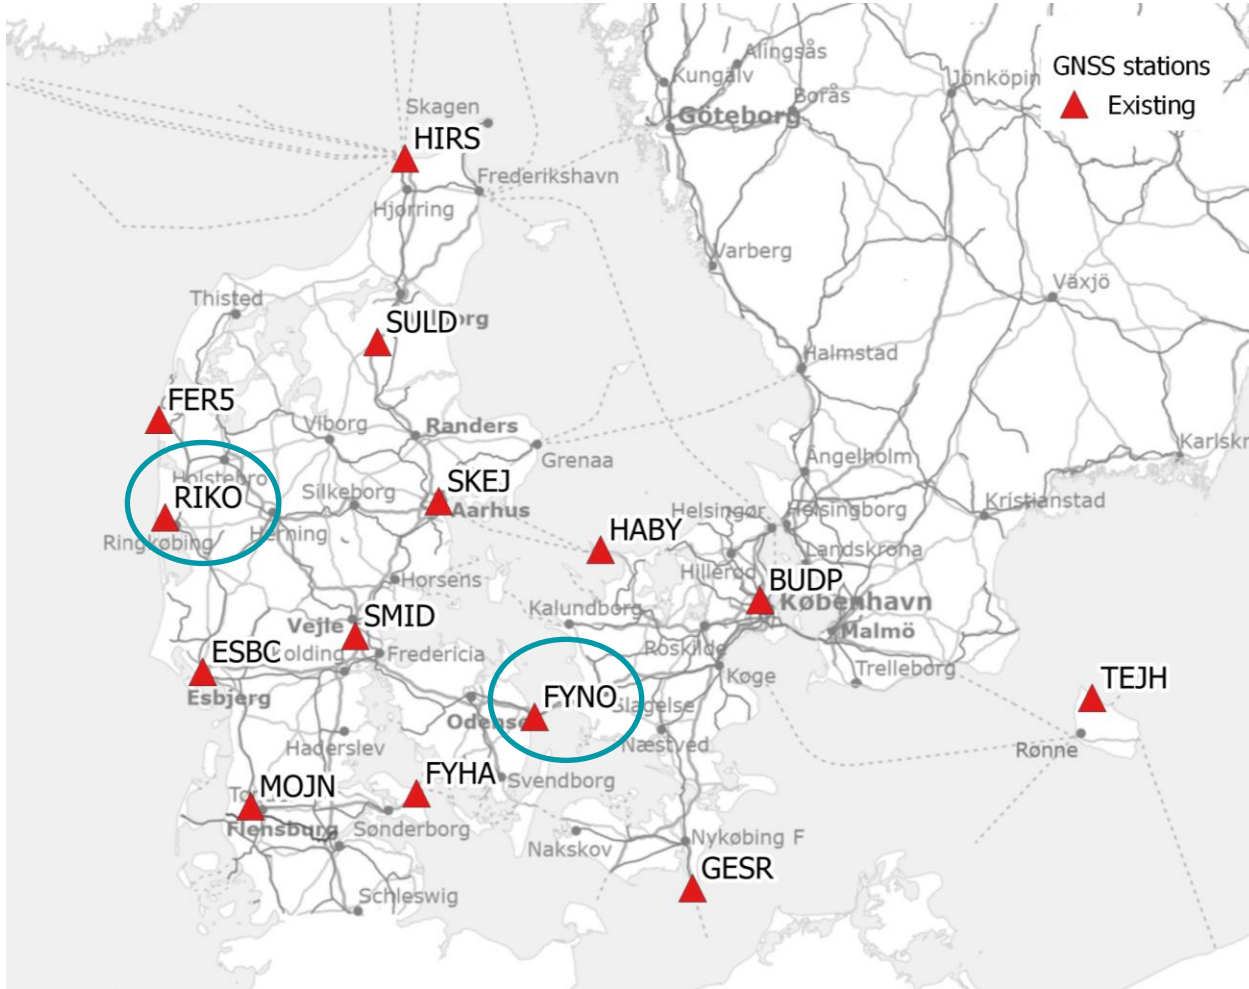 Alingsås
Kungälv
Jönköpin
GNSS stations
Existing
Borås
Göteborg
Skagen
HIRS
Frederikshavn
Hjørring
Varberg
Växjö
Thisted
SULD
Halmstad
FER5
Viborg
Randers
Grenaa
Karlskr
Ängelholm
Holstebro
RIKO
Silkeborg
SKEJ
Aarhus
Kristianstad
Helsingør
Helsingborg
Herning
Ringkøbing
HABY
Landskrona
Hillerød
Horsens
BUDP
København
Kalundborg
SMID
Vejle
Malmö
Roskilde
ESBC
olding
Fredericia
Køge
Trelleborg
TEJH
Esbjerg
FYNO
Slagelse
Odense
Næstved
Rønne
Haderslev
Svendborg
FYHA
MOJN
Flensburg
Sønderborg
Nykøbing F
Nakskov
GESR
Schleswig